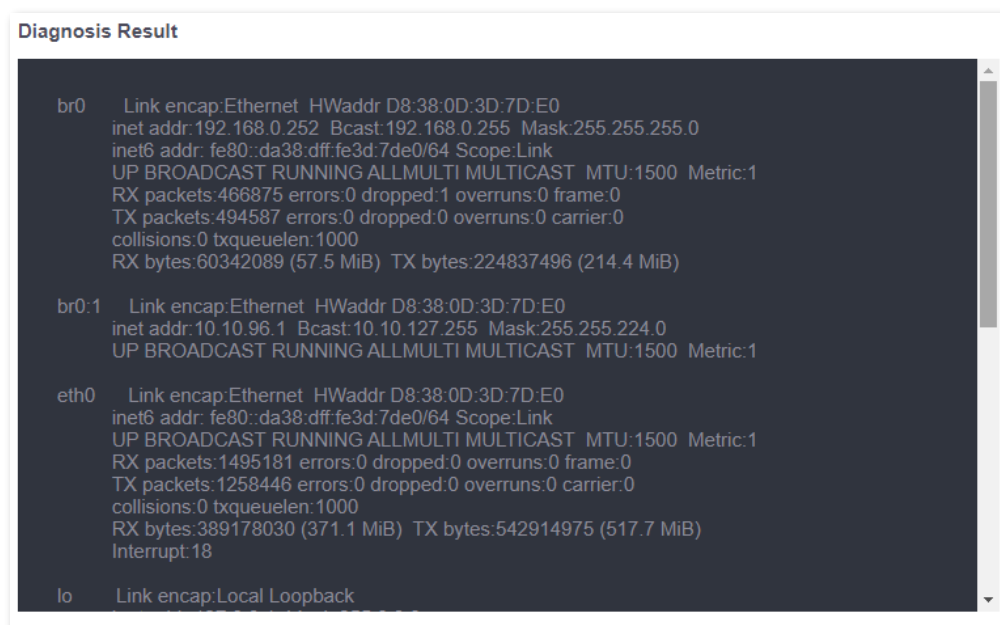 Diagnosis Result
br0 Link encap:Ethernet HWaddr D8:38:0D:3D:7D:E0
inet addr:192.168.0.252 Bcast:192.168.0.255 Mask:255.255.255.0
inet6 addr: fe80::da38:dff:fe3d:7de0/64 Scope:Link
UP BROADCAST RUNNING ALLMULTI MULTICAST MTU:1500 Metric:1
RX packets:466875 errors:0 dropped:1 overruns:0 frame:0
TX packets:494587 errors:0 dropped:0 overruns:0 carrier:0
collisions:0 txqueuelen:1000
RX bytes:60342089 (57.5 MiB) TX bytes:224837496 (214.4 MiB)
br0:1 Link encap:Ethernet HWaddr D8:38:0D:3D:7D:E0
inet addr:10.10.96.1 Bcast:10.10.127.255 Mask:255.255.224.0
UP BROADCAST RUNNING ALLMULTI MULTICAST MTU:1500 Metric:1
eth0 Link encap:Ethernet HWaddr D8:38:0D:3D:7D:E0
inet6 addr: fe80::da38:dff:fe3d:7de0/64 Scope:Link
UP BROADCAST RUNNING ALLMULTI MULTICAST MTU:1500 Metric:1
RX packets:1495181 errors:0 dropped:0 overruns:0 frame:0
TX packets:1258446 errors:0 dropped:0 overruns:0 carrier:0
collisions:0 txqueuelen:1000
RX bytes:389178030 (371.1 MiB) TX bytes:542914975 (517.7 MiB)
Interrupt:18
lo Link encap:Local Loopback